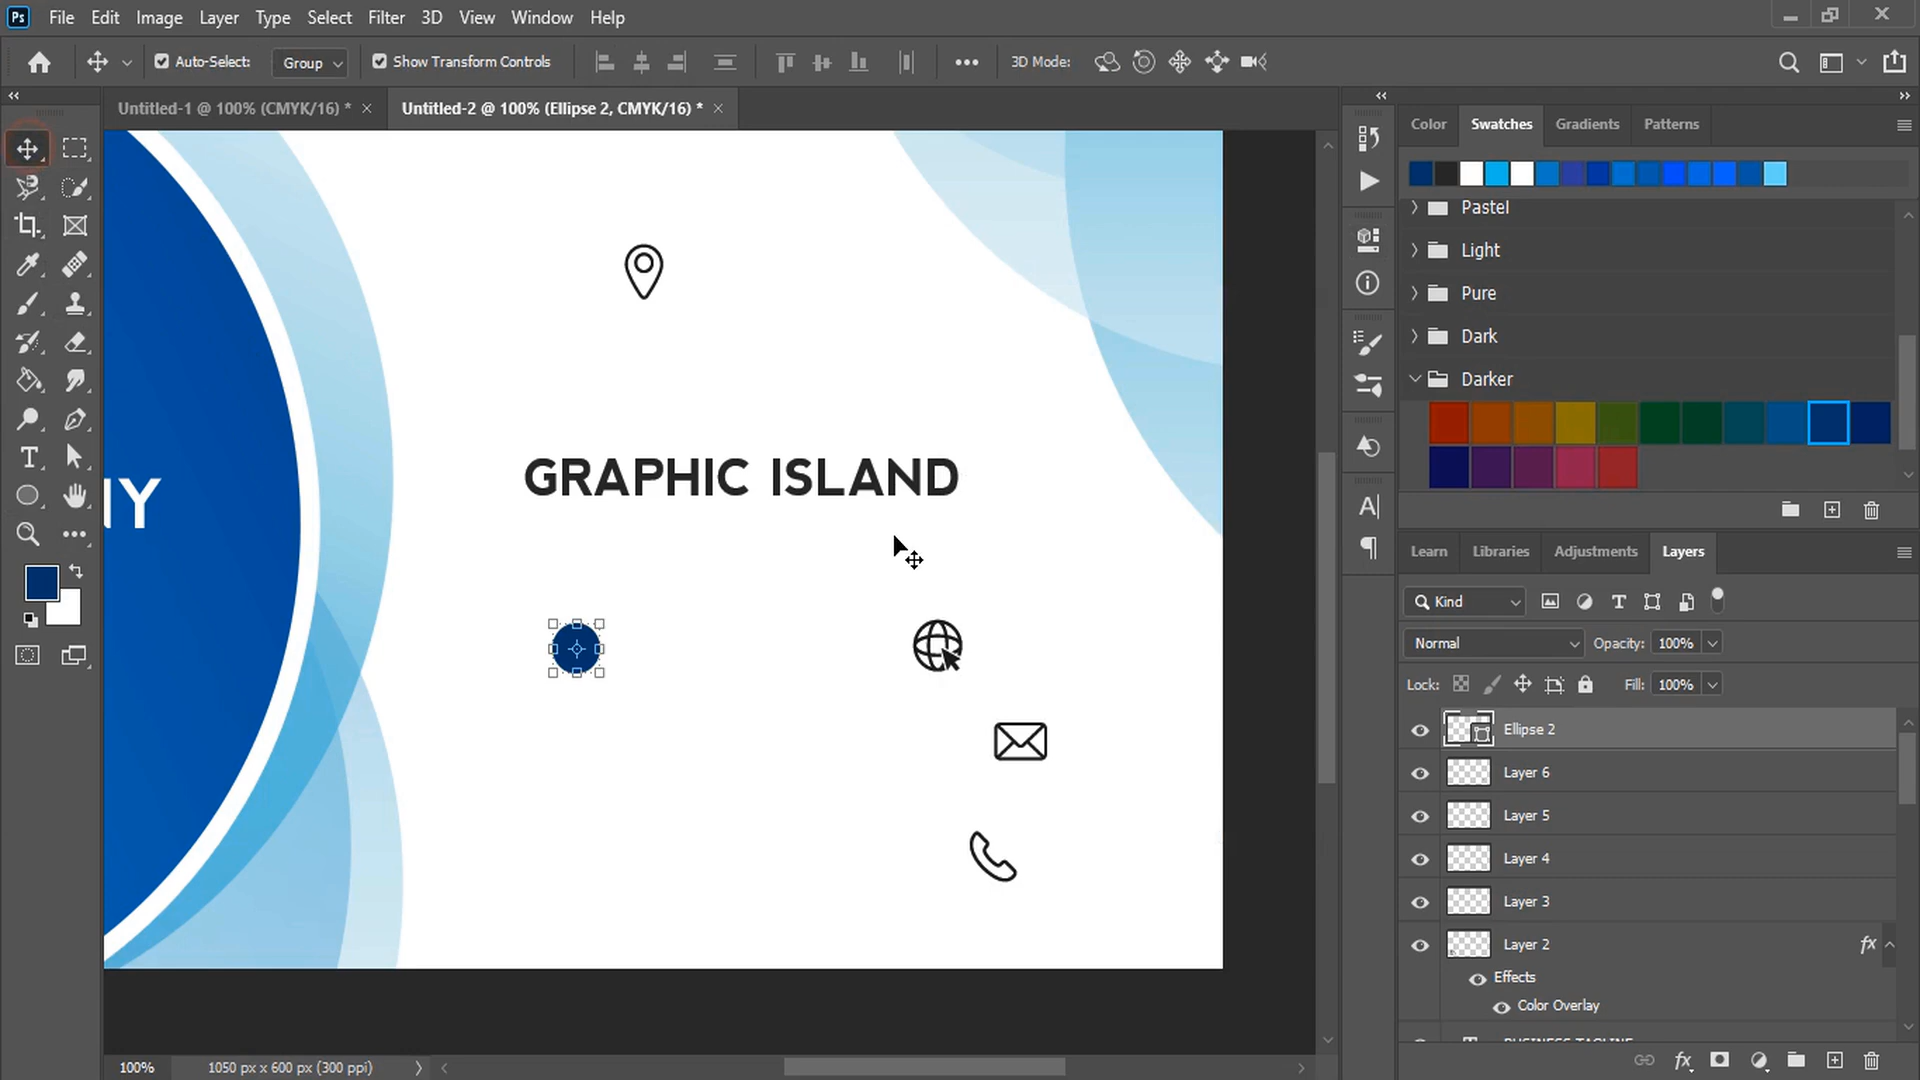 Ps File Edit Image Layer Type Select Filter 3D View Window Help
Auto-Select: Group Show Transform Controls 3D Mode:
Untitled-1 @ 100% (CMYK/16) * × Untitled-2 @ 100% (Ellipse 2, CMYK/16) * ×
Color Swatches Gradients Patterns
Pastel
Light
Pure
Dark
Darker
GRAPHIC ISLAND
NY
Learn Libraries Adjustments Layers
Kind
Normal Opacity: 100%
Lock: Fill: 100%
Ellipse 2
Layer 6
Layer 5
Layer 4
Layer 3
Layer 2 fx
Effects
Color Overlay
BUSINESS TAGLINE
100% 1050 px x 600 px (300 ppi)